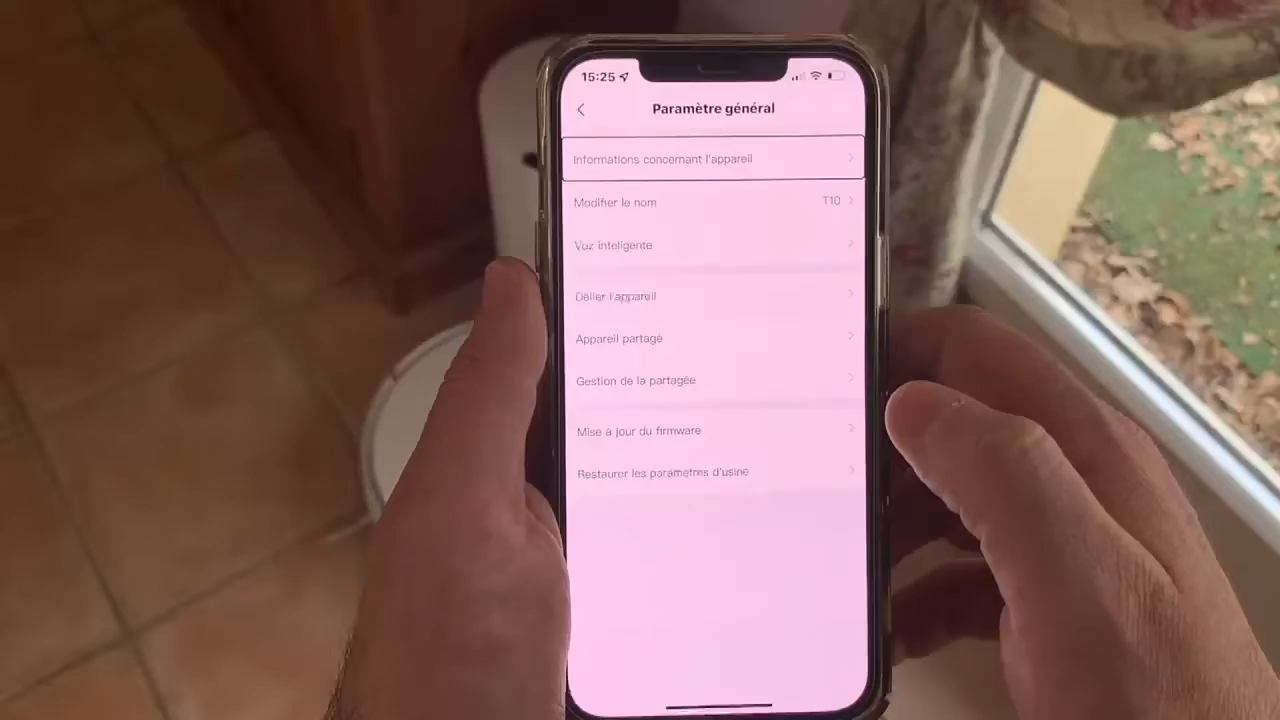 15:25
Paramètre général
Informations concernant l'appareil
Modifier le nom T10
Voz inteligente
Délier l'appareil
Appareil partagé
Gestion de la partagée
Mise à jour du firmware
Restaurer les paramètres d'usine